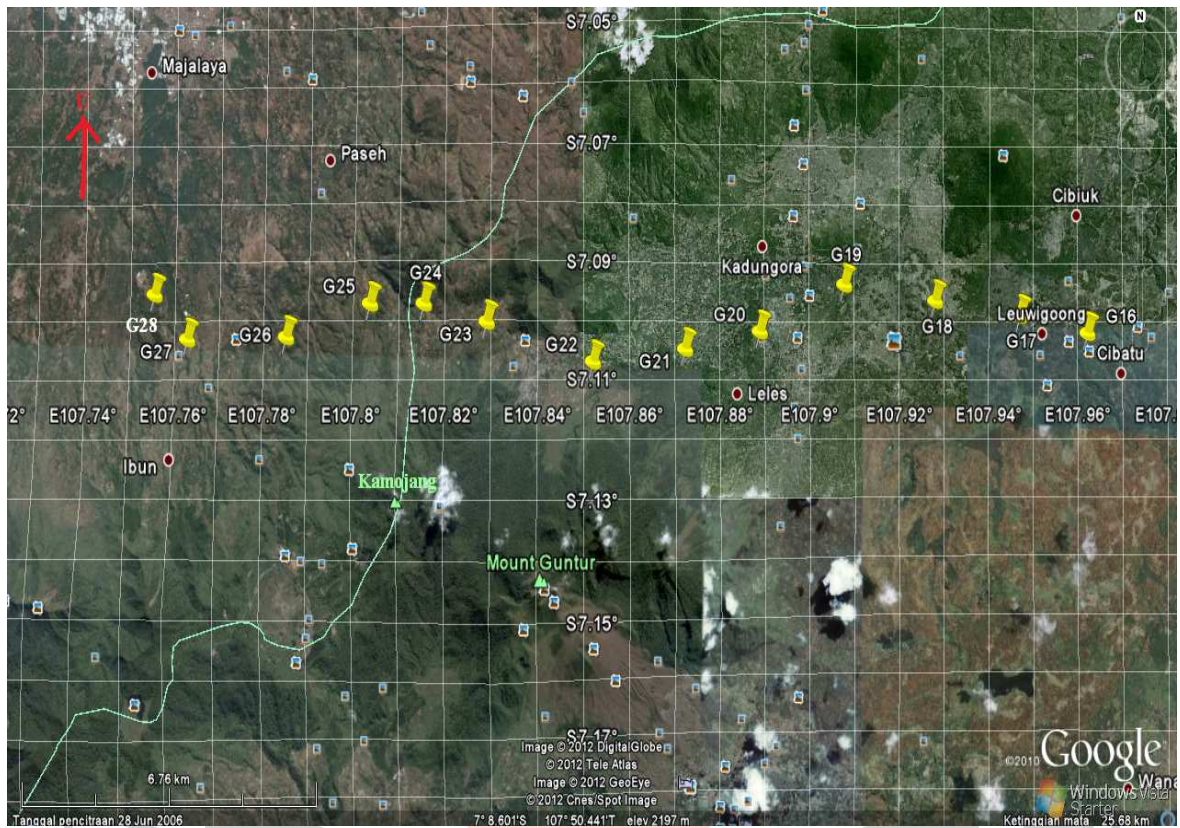 S7.05°
N
Majalaya
S7.07°
Paseh
Cibiuk
S7.09°
Kadungora
G19
G24
G25
G28
G27
G26
G23
G22
G21
G20
G18
Leuwigoong
G17
G16
Cibatu
S7.11°
Leles
E107.74°
E107.76°
E107.78°
E107.8°
E107.82°
E107.84°
E107.86°
E107.88°
E107.9°
E107.92°
E107.94°
E107.96°
Ibun
Kamojang
S7.13°
Mount Guntur
S7.15°
S7.17°
Image © 2012 DigitalGlobe
© 2012 Tele Atlas
Image © 2012 GeoEye
© 2012 Cnes/Spot Image
©2010 Google
6.76 km
Windows Vista
Starter
Tanggal pencitraan 28 Jun 2006
7° 8.601'S 107° 50.441'T elev 2197 m
Ketinggian mata 25.68 km